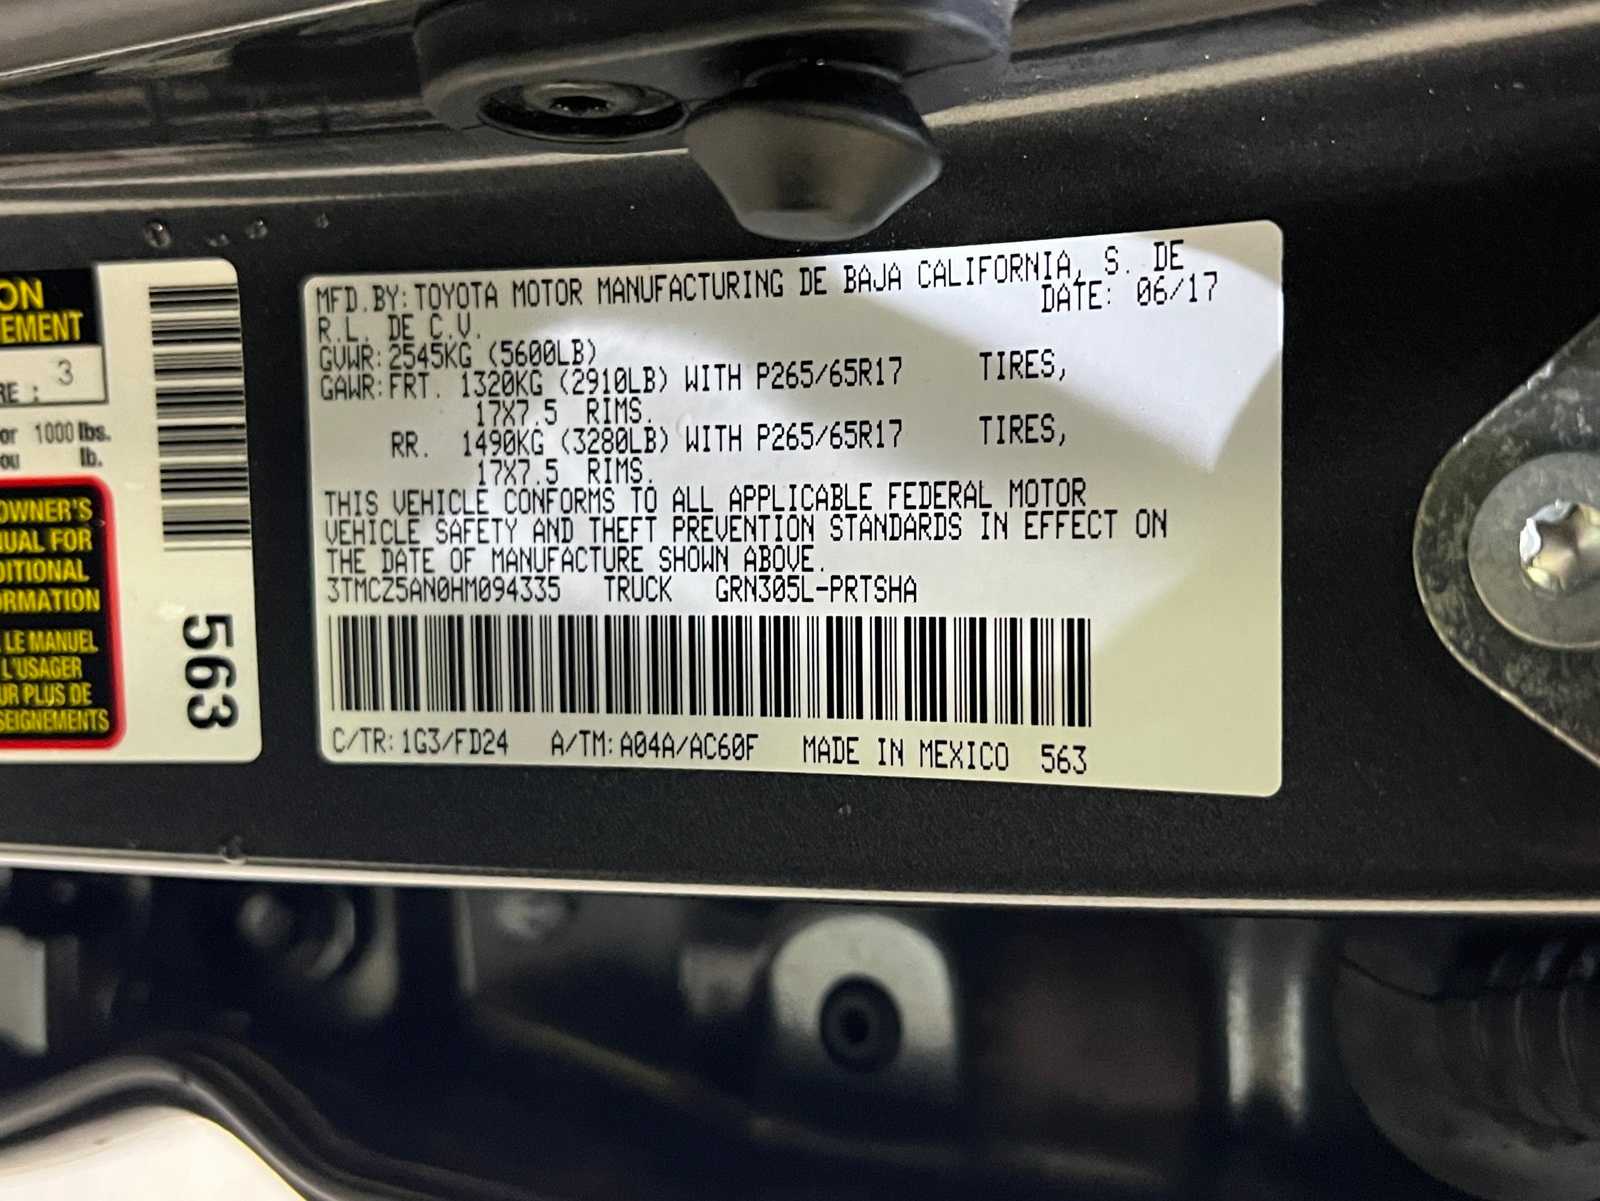 ON
EMENT
RE : 3
or 1000 lbs.
ou lb.
OWNER'S
NUAL FOR
DITIONAL
ORMATION
LE MANUEL
L'USAGER
UR PLUS DE
SEIGNEMENTS
563
MFD.BY: TOYOTA MOTOR MANUFACTURING DE BAJA CALIFORNIA, S. DE
R.L. DE C.V. DATE: 06/17
GVWR: 2545KG (5600LB)
GAWR: FRT. 1320KG (2910LB) WITH P265/65R17 TIRES,
17X7.5 RIMS.
RR. 1490KG (3280LB) WITH P265/65R17 TIRES,
17X7.5 RIMS.
THIS VEHICLE CONFORMS TO ALL APPLICABLE FEDERAL MOTOR
VEHICLE SAFETY AND THEFT PREVENTION STANDARDS IN EFFECT ON
THE DATE OF MANUFACTURE SHOWN ABOVE.
3TMCZ5AN0HM094335 TRUCK GRN305L-PRTSHA
C/TR: 1G3/FD24 A/TM: A04A/AC60F MADE IN MEXICO 563